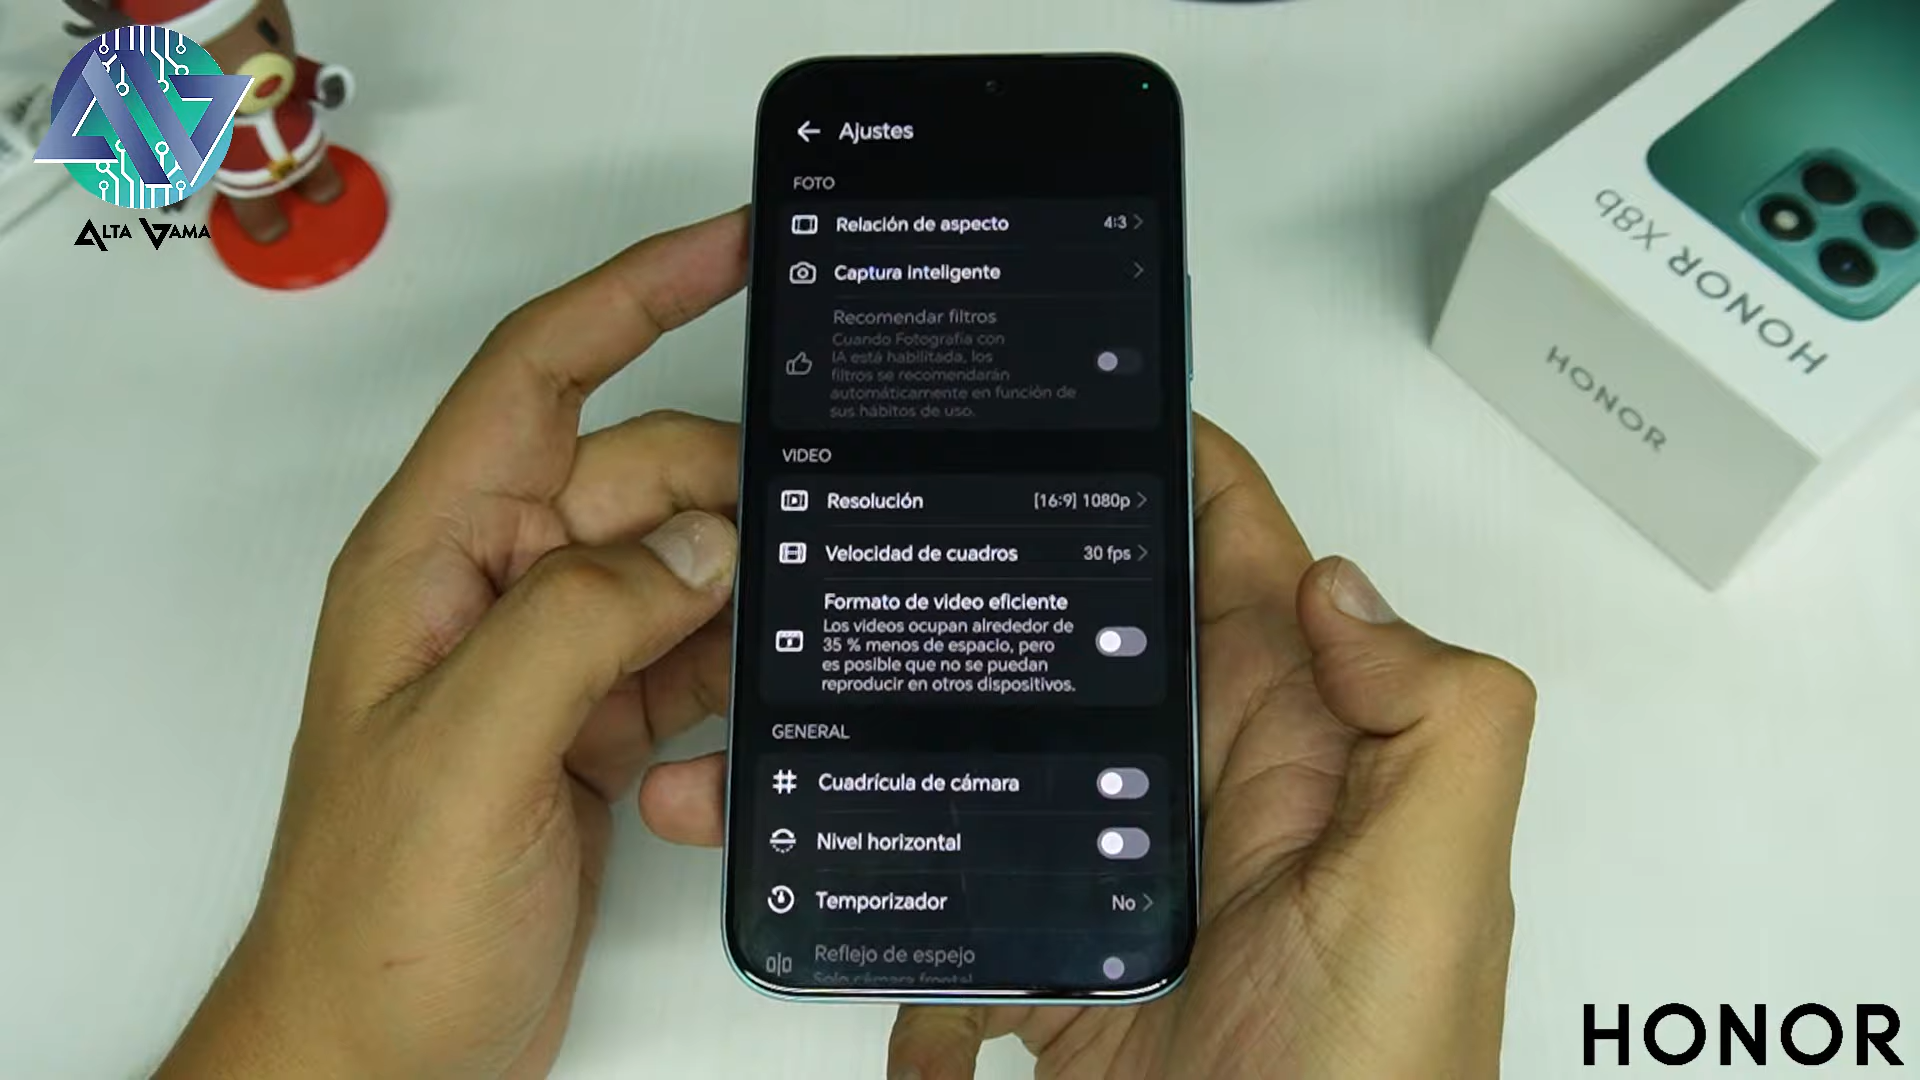 ALTA GAMA
Ajustes
FOTO
Relación de aspecto 4:3
Captura inteligente
Recomendar filtros
Cuando Fotografía con
IA está habilitada, los
filtros se recomendarán
automáticamente en función de
sus hábitos de uso.
VIDEO
Resolución [16:9] 1080p
Velocidad de cuadros 30 fps
Formato de video eficiente
Los videos ocupan alrededor de
35 % menos de espacio, pero
es posible que no se puedan
reproducir en otros dispositivos.
GENERAL
Cuadrícula de cámara
Nivel horizontal
Temporizador No
Reflejo de espejo
Solo cámara frontal
HONOR X8b
HONOR
HONOR